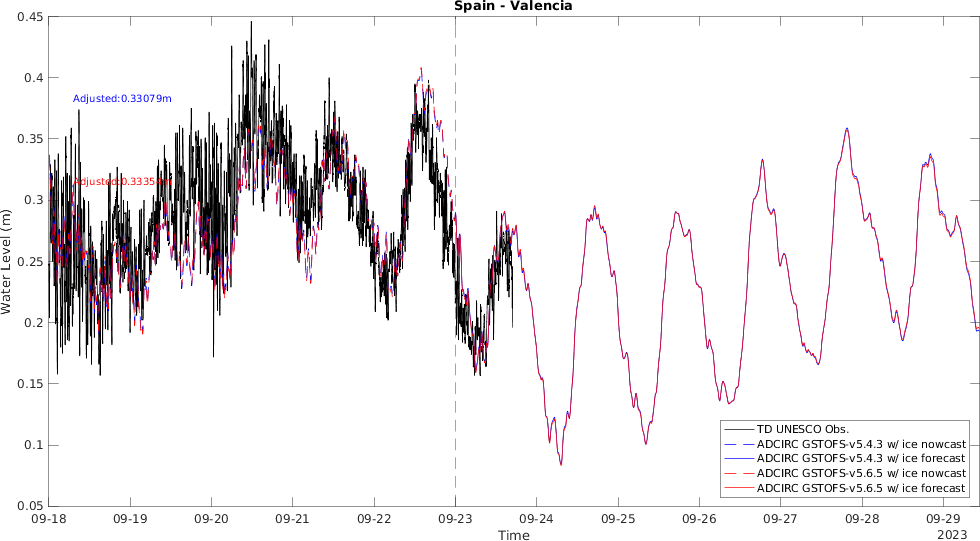 Spain - Valencia
0.45
0.4
0.35
0.3
0.25
0.2
0.15
0.1
0.05
Water Level (m)
Adjusted:0.33079m
Adjusted:0.33354m
TD UNESCO Obs.
ADCIRC GSTOFS-v5.4.3 w/ ice nowcast
ADCIRC GSTOFS-v5.4.3 w/ ice forecast
ADCIRC GSTOFS-v5.6.5 w/ ice nowcast
ADCIRC GSTOFS-v5.6.5 w/ ice forecast
09-18 09-19 09-20 09-21 09-22 09-23 09-24 09-25 09-26 09-27 09-28 09-29
Time
2023